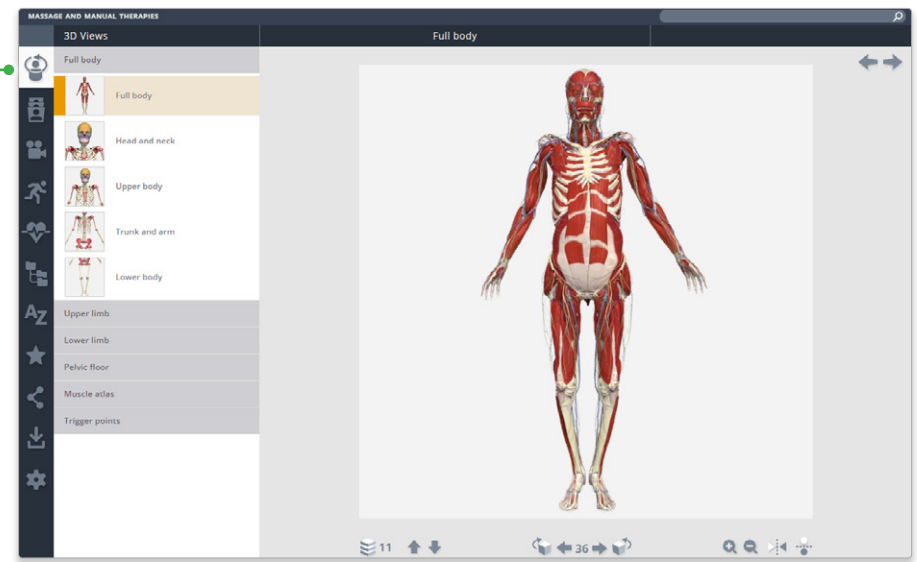 MASSAGE AND MANUAL THERAPIES
3D Views
Full body
Full body
Full body
Head and neck
Upper body
Trunk and arm
Lower body
Upper limb
Lower limb
Pelvic floor
Muscle atlas
Trigger points
AZ
11
36